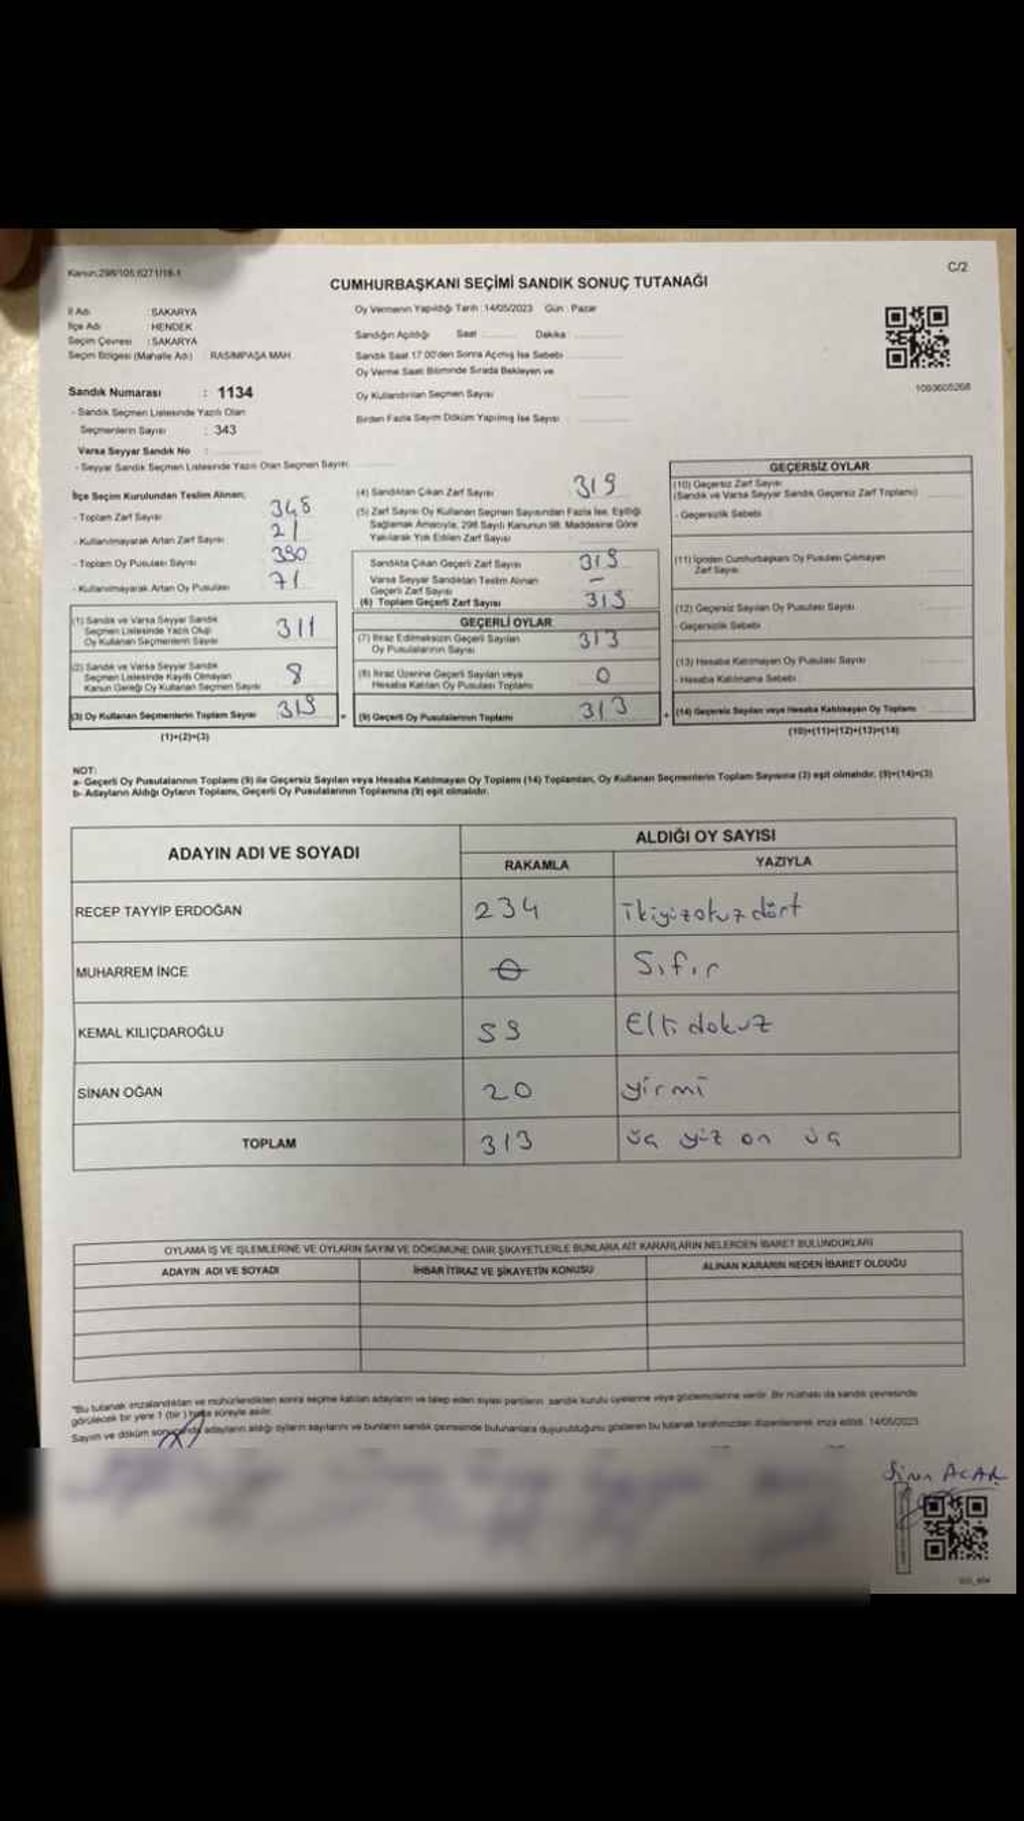 Kanun:298/105;6271/18-1
C/2
CUMHURBAŞKANI SEÇİMİ SANDIK SONUÇ TUTANAĞI
İl Adı : SAKARYA
İlçe Adı : HENDEK
Seçim Çevresi : SAKARYA
Seçim Bölgesi (Mahalle Adı) : RASİMPAŞA MAH.
Oy Vermenin Yapıldığı Tarih :14/05/2023 Gün : Pazar
Sandığın Açıldığı Saat Dakika
Sandık Saat 17.00'den Sonra Açılmış İse Sebebi
Oy Verme Saati Bitiminde Sırada Bekleyen ve
Oy Kullandırılan Seçmen Sayısı
Birden Fazla Sayım Döküm Yapılmış İse Sayısı
1093605268
Sandık Numarası : 1134
- Sandık Seçmen Listesinde Yazılı Olan
Seçmenlerin Sayısı : 343
Varsa Seyyar Sandık No :
- Seyyar Sandık Seçmen Listesinde Yazılı Olan Seçmen Sayısı
İlçe Seçim Kurulundan Teslim Alınan;
- Toplam Zarf Sayısı
- Kullanılmayarak Artan Zarf Sayısı 21
- Toplam Oy Pusulası Sayısı 390
- Kullanılmayarak Artan Oy Pusulası 71
(1) Sandık ve Varsa Seyyar Sandık
Seçmen Listesinde Yazılı Olup
Oy Kullanan Seçmenlerin Sayısı 311
(2) Sandık ve Varsa Seyyar Sandık
Seçmen Listesinde Kayıtlı Olmayan
Kanun Gereği Oy Kullanan Seçmen Sayısı 8
(3) Oy Kullanan Seçmenlerin Toplam Sayısı 319 =
(1)+(2)=(3)
(4) Sandıktan Çıkan Zarf Sayısı 319
(5) Zarf Sayısı Oy Kullanan Seçmen Sayısından Fazla İse, Eşitliği
Sağlamak Amacıyla, 298 Sayılı Kanunun 98. Maddesine Göre
Yakılarak Yok Edilen Zarf Sayısı
Sandıkta Çıkan Geçerli Zarf Sayısı 319
Varsa Seyyar Sandıktan Teslim Alınan
Geçerli Zarf Sayısı –
(6) Toplam Geçerli Zarf Sayısı 319
GEÇERLİ OYLAR
(7) İtiraz Edilmeksizin Geçerli Sayılan
Oy Pusulalarının Sayısı 313
(8) İtiraz Üzerine Geçerli Sayılan veya
Hesaba Katılan Oy Pusulası Toplamı 0
(9) Geçerli Oy Pusulalarının Toplamı 313 +
GEÇERSİZ OYLAR
(10) Geçersiz Zarf Sayısı
(Sandık ve Varsa Seyyar Sandık Geçersiz Zarf Toplamı)
- Geçersizlik Sebebi
(11) İçinden Cumhurbaşkanı Oy Pusulası Çıkmayan
Zarf Sayısı
(12) Geçersiz Sayılan Oy Pusulası Sayısı
- Geçersizlik Sebebi
(13) Hesaba Katılmayan Oy Pusulası Sayısı
- Hesaba Katılmama Sebebi
(14) Geçersiz Sayılan veya Hesaba Katılmayan Oy Toplamı
(10)+(11)+(12)+(13)=(14)
NOT:
a- Geçerli Oy Pusulalarının Toplamı (9) ile Geçersiz Sayılan veya Hesaba Katılmayan Oy Toplamı (14) Toplamları, Oy Kullanan Seçmenlerin Toplam Sayısına (3) eşit olmalıdır. (9)+(14)=(3)
b- Adayların Aldığı Oyların Toplamı, Geçerli Oy Pusulalarının Toplamına (9) eşit olmalıdır.
ADAYIN ADI VE SOYADI ALDIĞI OY SAYISI
RAKAMLA YAZIYLA
RECEP TAYYİP ERDOĞAN 234 ikiyüzotuzdört
MUHARREM İNCE 0 Sıfır
KEMAL KILIÇDAROĞLU 59 Elli dokuz
SİNAN OĞAN 20 yirmi
TOPLAM 313 üç yüz on üç
OYLAMA İŞ VE İŞLEMLERİNE VE OYLARIN SAYIM VE DÖKÜMÜNE DAİR ŞİKAYETLERLE BUNLARA AİT KARARLARIN NELERDEN İBARET BULUNDUKLARI
ADAYIN ADI VE SOYADI İHBAR İTİRAZ VE ŞİKAYETİN KONUSU ALINAN KARARIN NEDEN İBARET OLDUĞU
"Bu tutanak imzalandıktan ve mühürlendikten sonra seçime katılan adayların ve talep eden siyasi partilerin sandık kurulu üyelerine veya gözlemcilerine verilir. Bir nüshası da sandık çevresinde
görülecek bir yere 1 (bir) hafta süreyle asılır.
Sayım ve döküm sonucunda adayların aldığı oyların sayılarını ve bunların sandık çevresinde bulunanlara duyurulduğunu gösteren bu tutanak tarafımızdan düzenlenerek imza edildi. 14/05/2023
Sinan ACAR